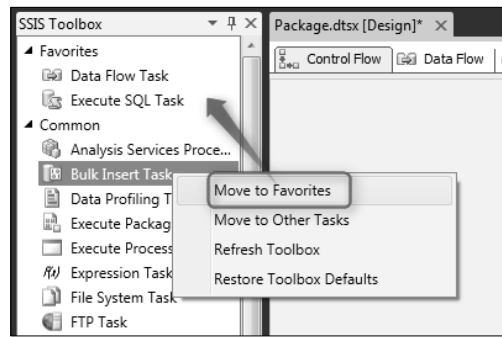 SSIS Toolbox
Package.dtsx [Design]*
Favorites
Control Flow
Data Flow
Data Flow Task
Execute SQL Task
Common
Analysis Services Proce...
Bulk Insert Task
Data Profiling T
Execute Packag
Execute Process
Expression Task
File System Task
FTP Task
Move to Favorites
Move to Other Tasks
Refresh Toolbox
Restore Toolbox Defaults